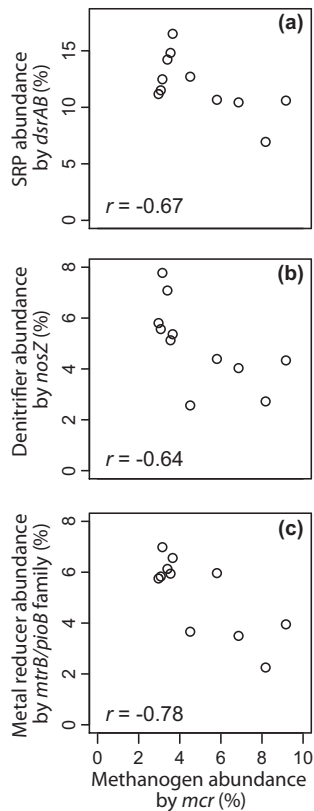 (a)
SRP abundance
by dsrAB (%)
15
10
5
0
r = -0.67
(b)
Denitrifier abundance
by nosZ (%)
8
6
4
2
0
r = -0.64
(c)
Metal reducer abundance
by mtrB/pioB family (%)
8
6
4
2
0
r = -0.78
0 2 4 6 8 10
Methanogen abundance
by mcr (%)